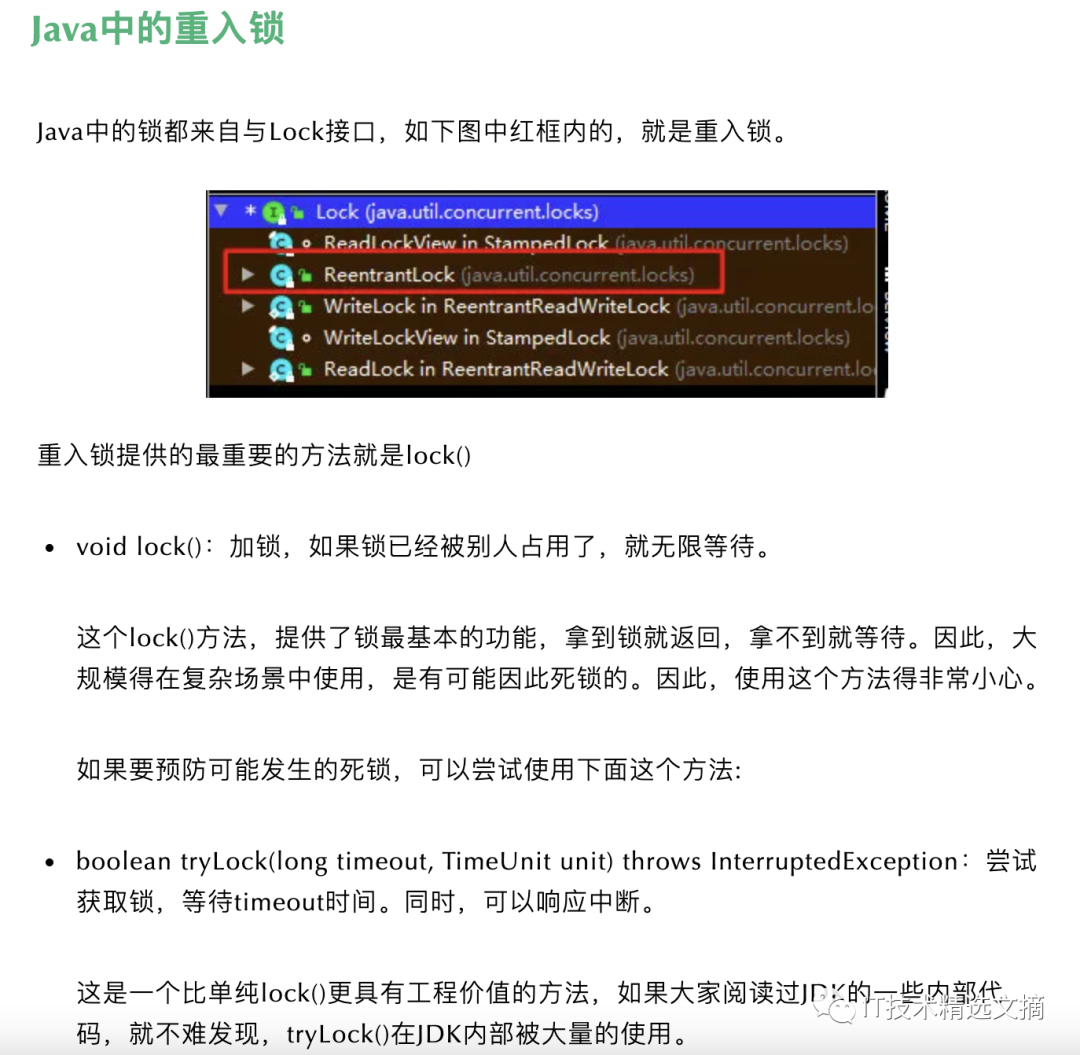 Java中的重入锁
Java中的锁都来自与Lock接口，如下图中红框内的，就是重入锁。
* Lock (java.util.concurrent.locks)
ReadLockView in StampedLock (java.util.concurrent.locks)
ReentrantLock (java.util.concurrent.locks)
WriteLock in ReentrantReadWriteLock (java.util.concurrent.lo
WriteLockView in StampedLock (java.util.concurrent.locks)
ReadLock in ReentrantReadWriteLock (java.util.concurrent.lo
重入锁提供的最重要的方法就是lock()
• void lock()：加锁，如果锁已经被别人占用了，就无限等待。
这个lock()方法，提供了锁最基本的功能，拿到锁就返回，拿不到就等待。因此，大
规模得在复杂场景中使用，是有可能因此死锁的。因此，使用这个方法得非常小心。
如果要预防可能发生的死锁，可以尝试使用下面这个方法:
• boolean tryLock(long timeout, TimeUnit unit) throws InterruptedException：尝试
获取锁，等待timeout时间。同时，可以响应中断。
这是一个比单纯lock()更具有工程价值的方法，如果大家阅读过JDK的一些内部代
码，就不难发现，tryLock()在JDK内部被大量的使用。
IT技术精选文摘